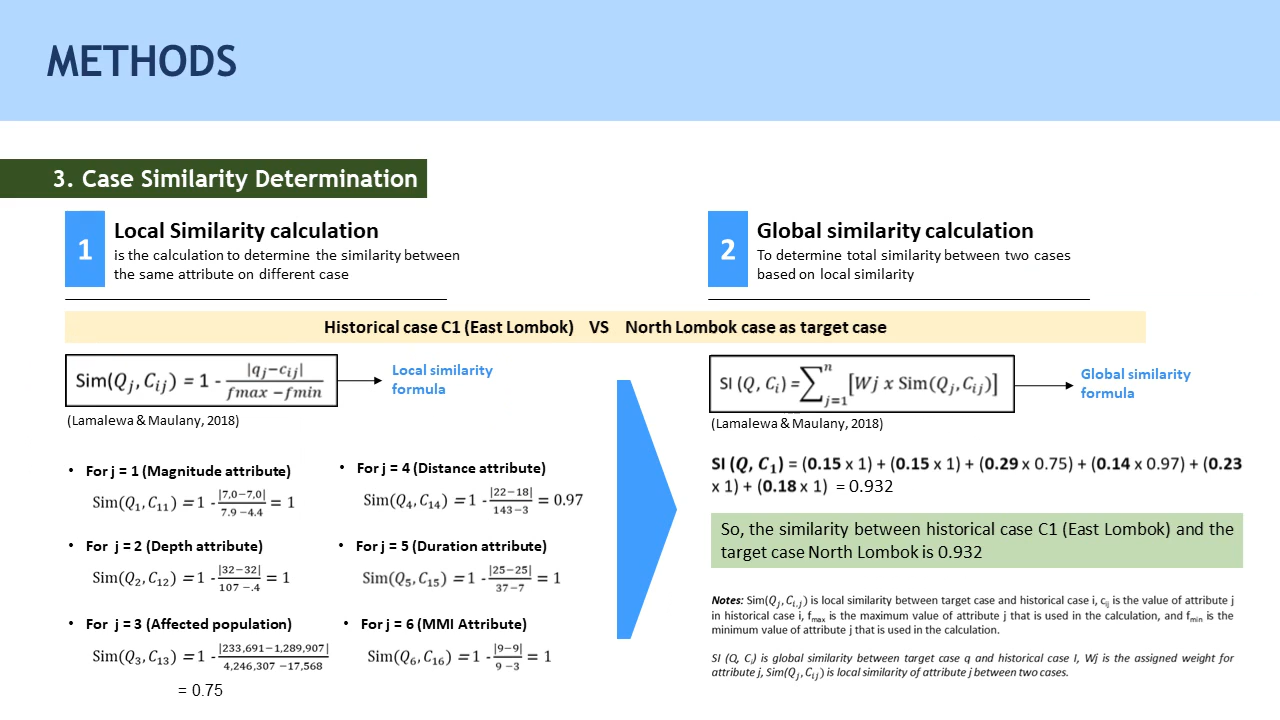 METHODS
3. Case Similarity Determination
1
Local Similarity calculation
is the calculation to determine the similarity between
the same attribute on different case
2
Global similarity calculation
To determine total similarity between two cases
based on local similarity
Historical case C1 (East Lombok) VS North Lombok case as target case
Sim(Qj, Cij) = 1 - |qj−cij| / fmax −fmin
Local similarity
formula
(Lamalewa & Maulany, 2018)
• For j = 1 (Magnitude attribute)
Sim(Q1, C11) = 1 - |7,0−7,0| / 7.9 −4.4 = 1
• For j = 2 (Depth attribute)
Sim(Q2, C12) = 1 - |32−32| / 107 −.4 = 1
• For j = 3 (Affected population)
Sim(Q3, C13) = 1 - |233,691−1,289,907| / 4,246,307 −17,568
= 0.75
• For j = 4 (Distance attribute)
Sim(Q4, C14) = 1 - |22−18| / 143−3 = 0.97
• For j = 5 (Duration attribute)
Sim(Q5, C15) = 1 - |25−25| / 37−7 = 1
• For j = 6 (MMI Attribute)
Sim(Q6, C16) = 1 - |9−9| / 9 −3 = 1
SI (Q, Ci) = ∑ n j=1 [Wj x Sim(Qj, Cij)]
Global similarity
formula
(Lamalewa & Maulany, 2018)
SI (Q, C1) = (0.15 x 1) + (0.15 x 1) + (0.29 x 0.75) + (0.14 x 0.97) + (0.23
x 1) + (0.18 x 1) = 0.932
So, the similarity between historical case C1 (East Lombok) and the
target case North Lombok is 0.932
Notes: Sim(Qj, Ci,j) is local similarity between target case and historical case i, cij is the value of attribute j
in historical case i, fmax is the maximum value of attribute j that is used in the calculation, and fmin is the
minimum value of attribute j that is used in the calculation.
SI (Q, Ci) is global similarity between target case q and historical case I, Wj is the assigned weight for
attribute j, Sim(Qj, Cij) is local similarity of attribute j between two cases.